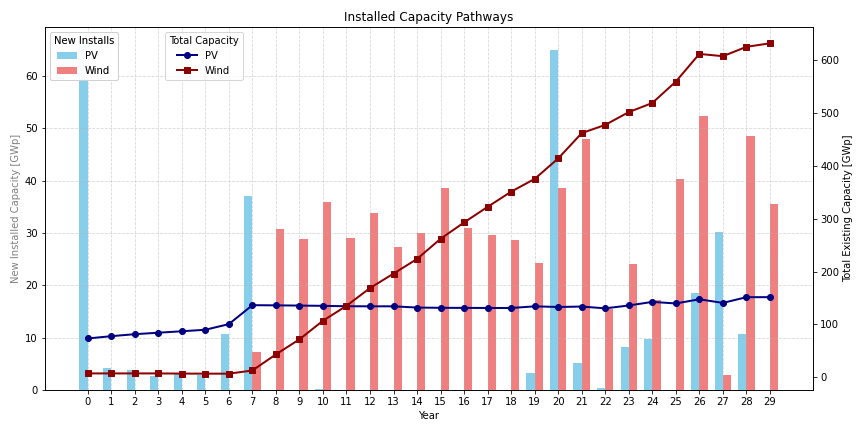 Installed Capacity Pathways
New Installs
PV
Wind
Total Capacity
PV
Wind
New Installed Capacity [GWp]
60
50
40
30
20
10
0
Total Existing Capacity [GWp]
600
500
400
300
200
100
0
0 1 2 3 4 5 6 7 8 9 10 11 12 13 14 15 16 17 18 19 20 21 22 23 24 25 26 27 28 29
Year